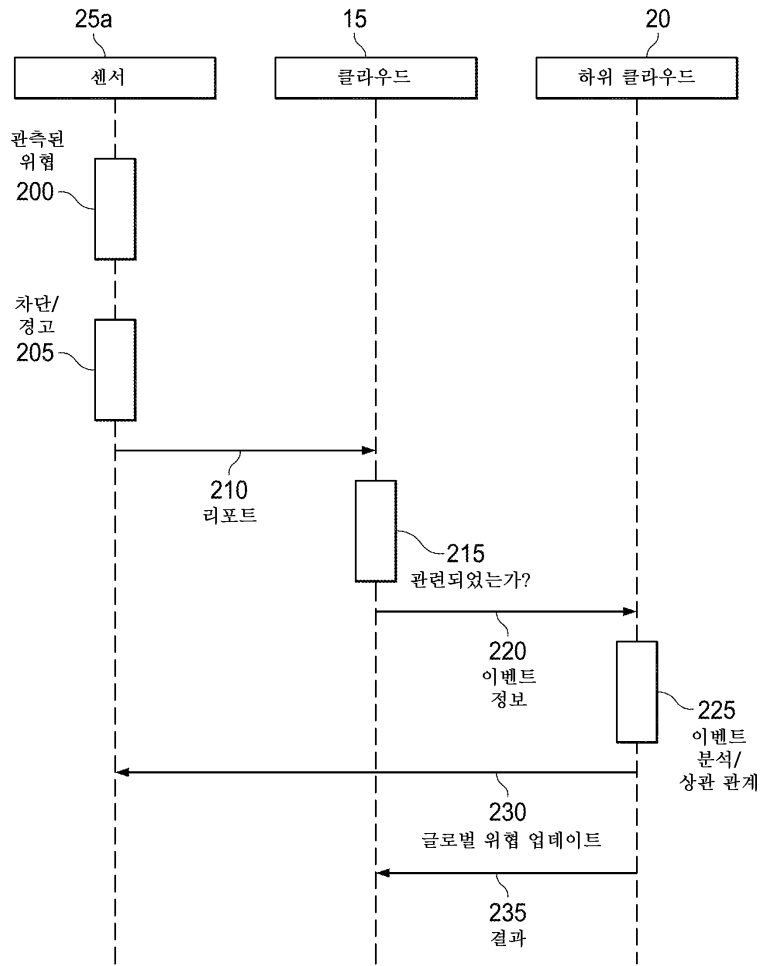 25a
15
20
센서
클라우드
하위 클라우드
관측된
위협
200
차단/
경고
205
210
리포트
215
관련되었는가?
220
이벤트
정보
225
이벤트
분석/
상관 관계
230
글로벌 위협 업데이트
235
결과